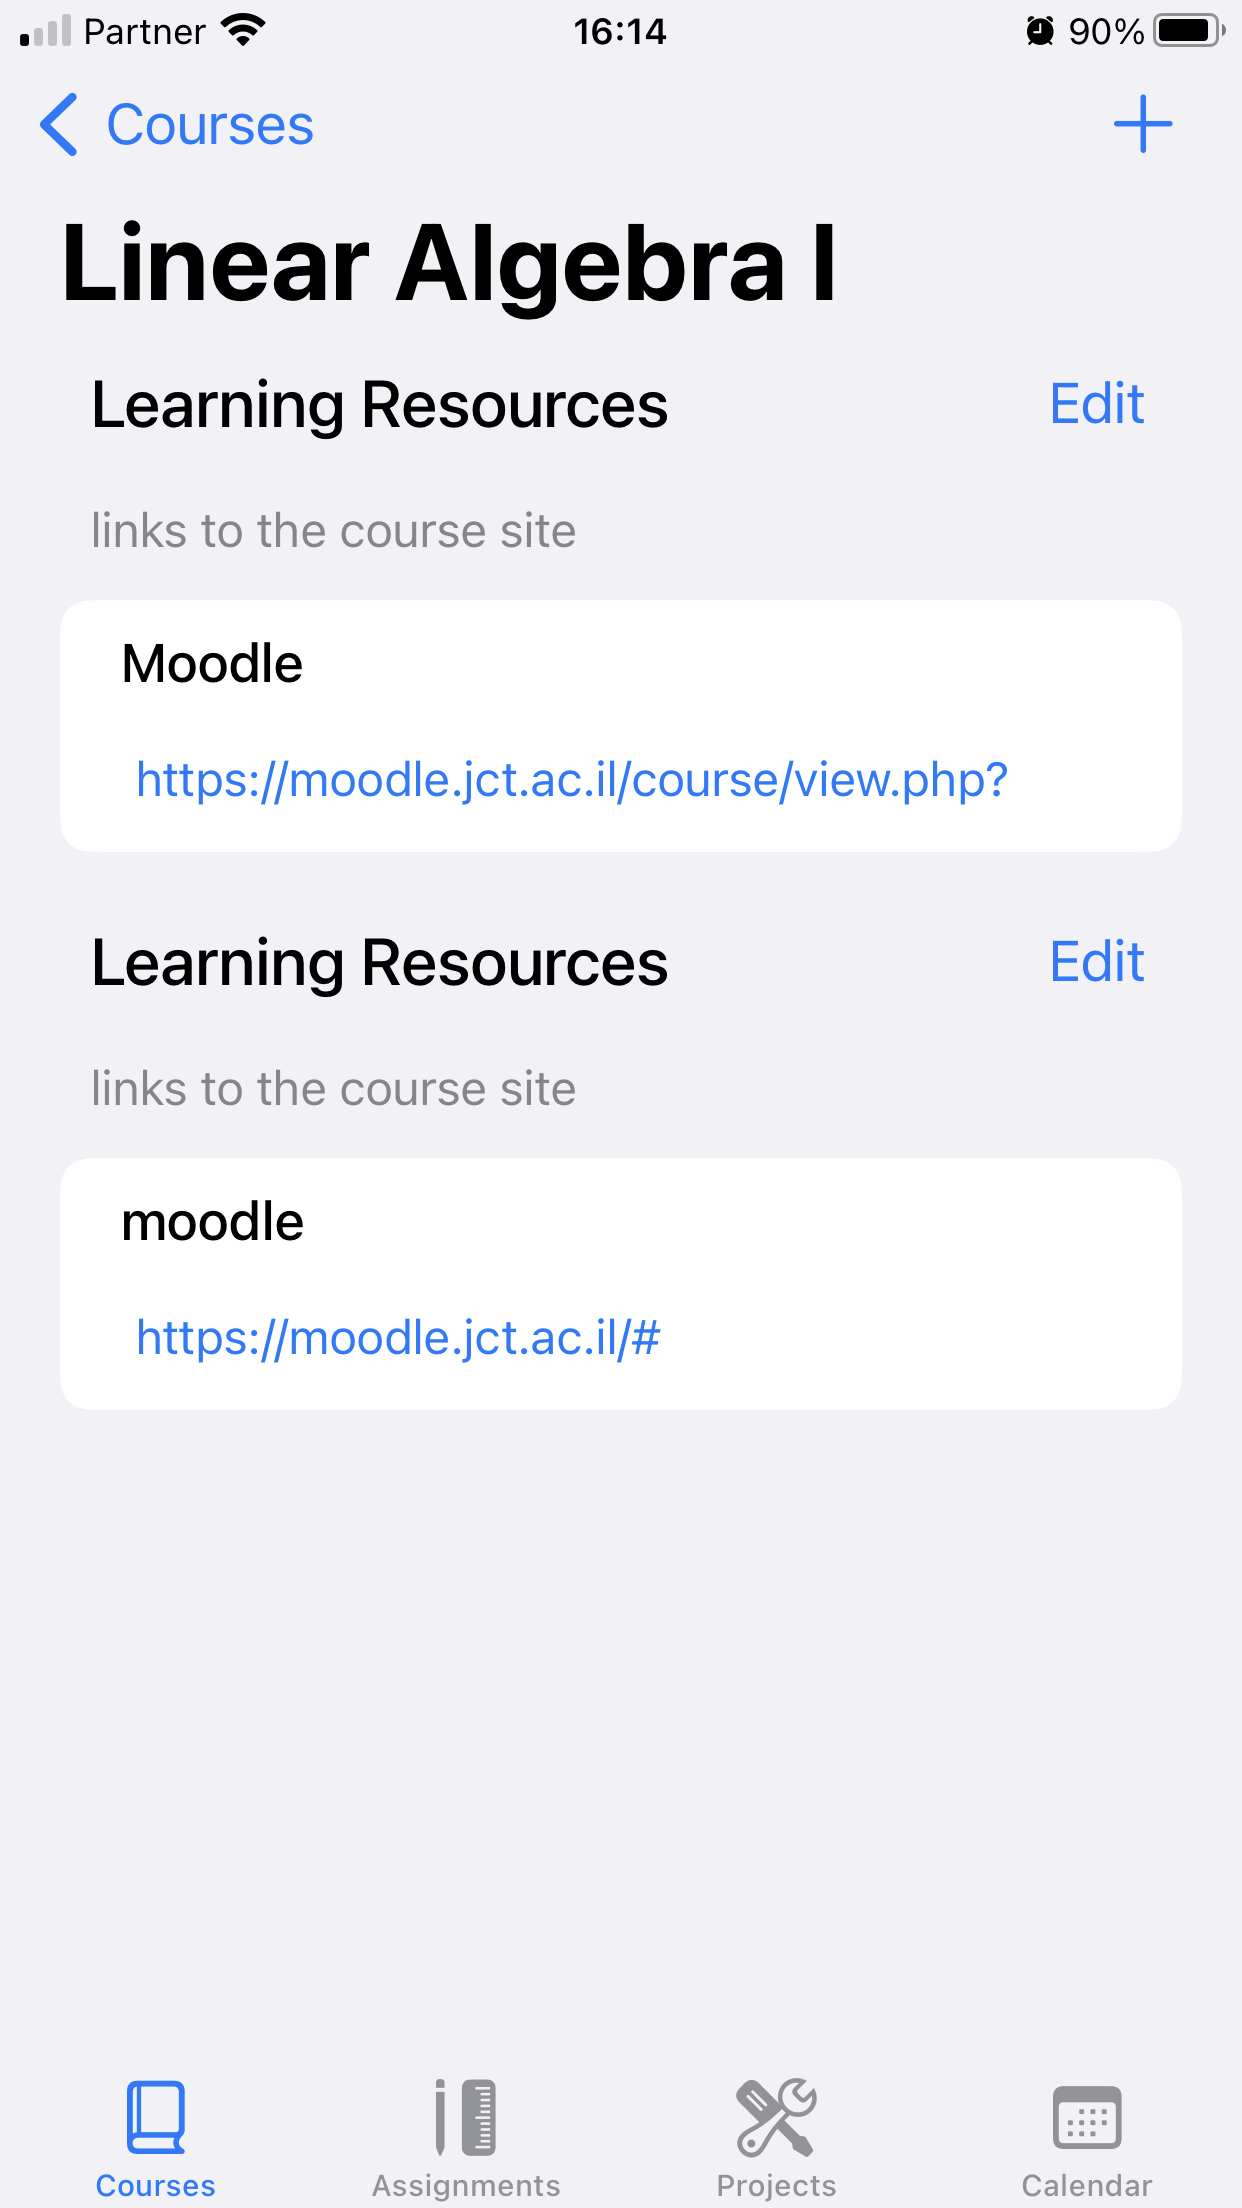 Partner 16:14 90%
Courses
Linear Algebra I
Learning Resources Edit
links to the course site
Moodle
https://moodle.jct.ac.il/course/view.php?
Learning Resources Edit
links to the course site
moodle
https://moodle.jct.ac.il/#
Courses Assignments Projects Calendar